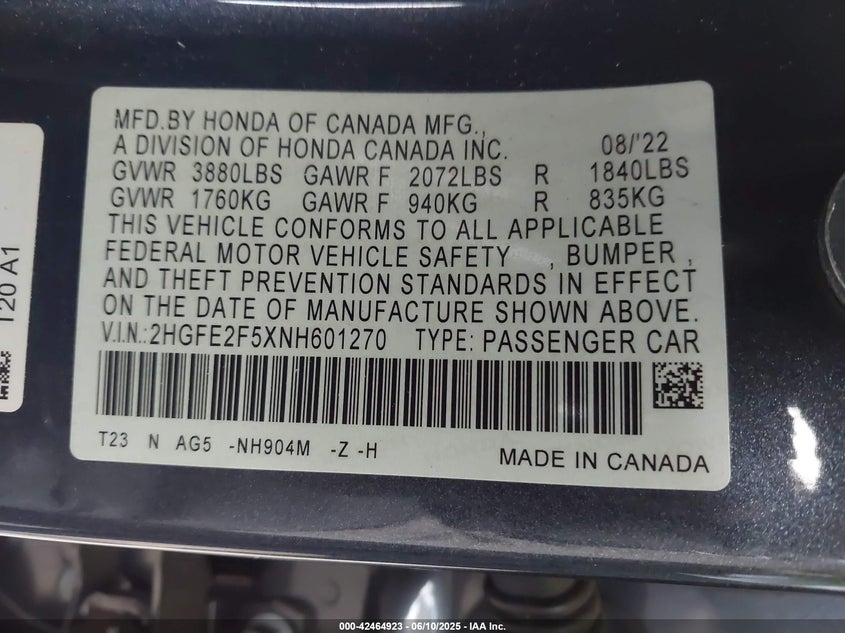 MFD.BY HONDA OF CANADA MFG.,
A DIVISION OF HONDA CANADA INC. 08/'22
GVWR 3880LBS GAWR F 2072LBS R 1840LBS
GVWR 1760KG GAWR F 940KG R 835KG
THIS VEHICLE CONFORMS TO ALL APPLICABLE
FEDERAL MOTOR VEHICLE SAFETY , BUMPER ,
AND THEFT PREVENTION STANDARDS IN EFFECT
ON THE DATE OF MANUFACTURE SHOWN ABOVE.
V.I.N.:2HGFE2F5XNH601270 TYPE: PASSENGER CAR
T23 N AG5 -NH904M -Z -H
MADE IN CANADA
T20 A1
000-42464923 - 06/10/2025 - IAA Inc.